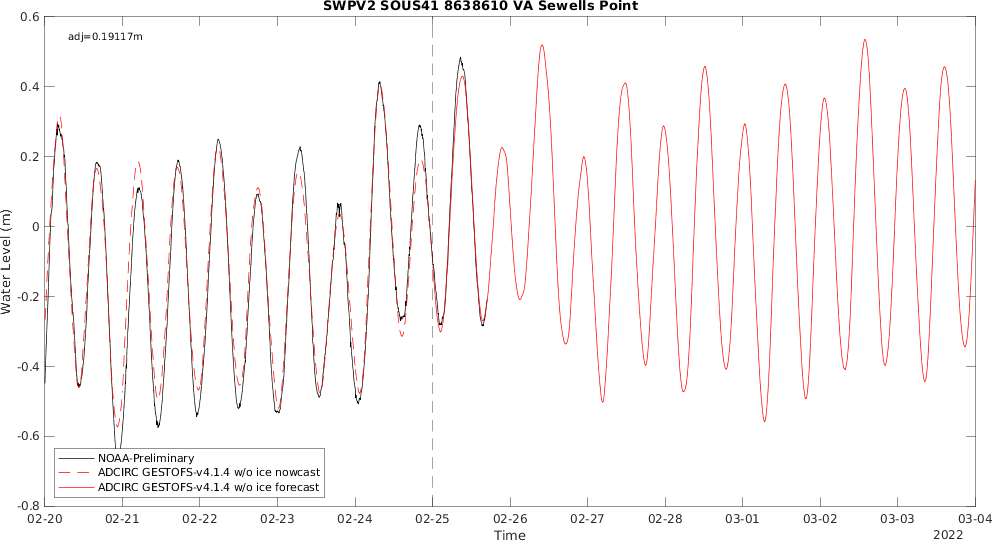 SWPV2 SOUS41 8638610 VA Sewells Point
adj=0.19117m
0.6
0.4
0.2
0
-0.2
-0.4
-0.6
-0.8
Water Level (m)
NOAA-Preliminary
ADCIRC GESTOFS-v4.1.4 w/o ice nowcast
ADCIRC GESTOFS-v4.1.4 w/o ice forecast
02-20 02-21 02-22 02-23 02-24 02-25 02-26 02-27 02-28 03-01 03-02 03-03 03-04
Time
2022